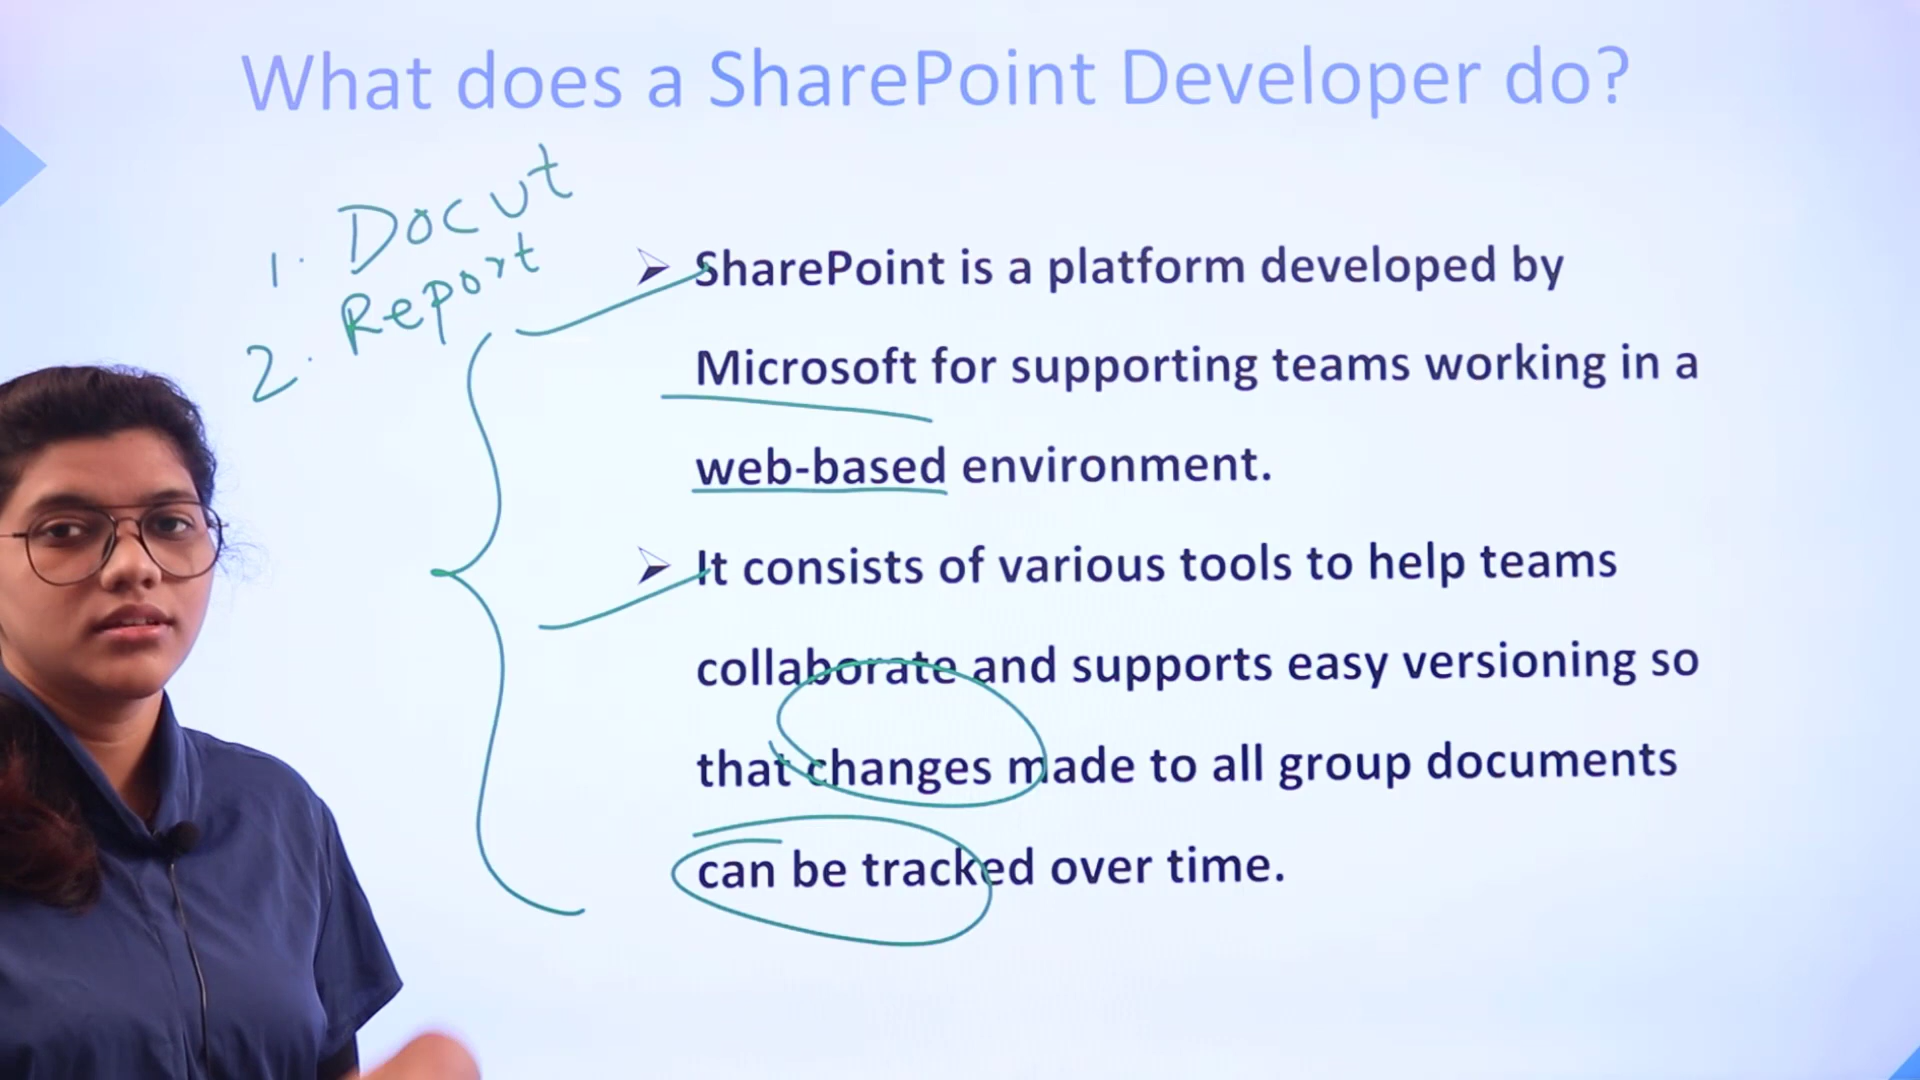 What does a SharePoint Developer do?
1. Docut
2. Report
SharePoint is a platform developed by
Microsoft for supporting teams working in a
web-based environment.
It consists of various tools to help teams
collaborate and supports easy versioning so
that changes made to all group documents
can be tracked over time.